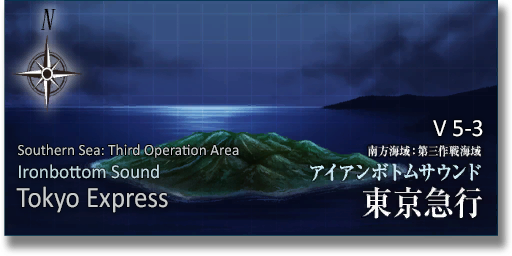 N
V 5-3
Southern Sea: Third Operation Area
南方海域：第三作戦海域
Ironbottom Sound
アイアンボトムサウンド
Tokyo Express
東京急行